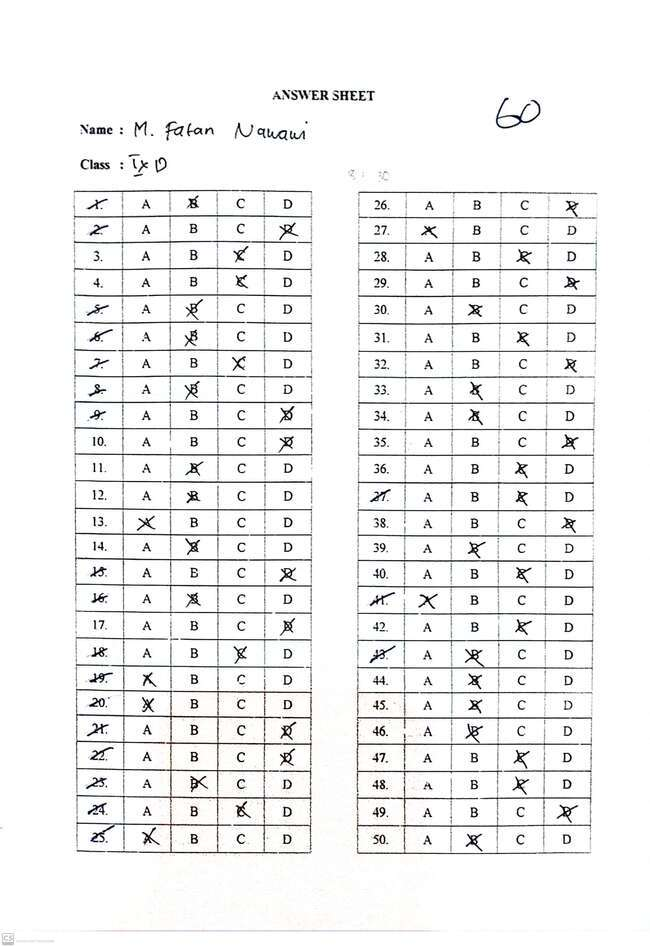 ANSWER SHEET
60
Name : M. Fatan Nawawi
Class : IX D
1. A B C D
2. A B C D
3. A B C D
4. A B C D
5. A B C D
6. A B C D
7. A B C D
8. A B C D
9. A B C D
10. A B C D
11. A B C D
12. A B C D
13. A B C D
14. A B C D
15. A B C D
16. A B C D
17. A B C D
18. A B C D
19. A B C D
20. A B C D
21. A B C D
22. A B C D
23. A B C D
24. A B C D
25. A B C D
26. A B C D
27. A B C D
28. A B C D
29. A B C D
30. A B C D
31. A B C D
32. A B C D
33. A B C D
34. A B C D
35. A B C D
36. A B C D
37. A B C D
38. A B C D
39. A B C D
40. A B C D
41. A B C D
42. A B C D
43. A B C D
44. A B C D
45. A B C D
46. A B C D
47. A B C D
48. A B C D
49. A B C D
50. A B C D
CS